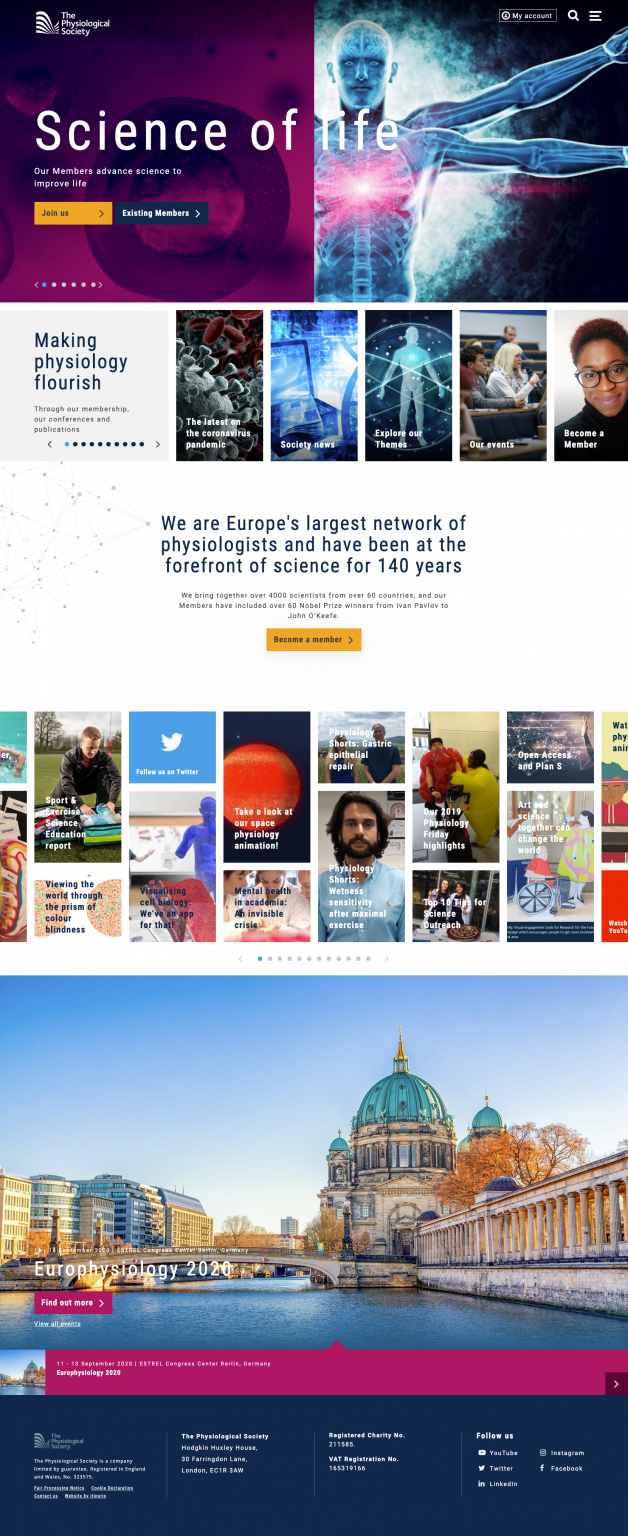 The
Physiological
Society
My account
Science of life
Our Members advance science to
improve life
Join us
Existing Members
Making
physiology
flourish
Through our membership,
our conferences and
publications
The latest on
the coronavirus
pandemic
Society news
Explore our
Themes
Our events
Become a
Member
We are Europe's largest network of
physiologists and have been at the
forefront of science for 140 years
We bring together over 4000 scientists from over 60 countries, and our
Members have included over 60 Nobel Prize winners from Ivan Pavlov to
John O'Keefe.
Become a member
Sport &
Exercise
Science
Education
report
Viewing the
world through
the prism of
colour
blindness
Follow us on Twitter
Visualising
cell biology:
We've an app
for that!
Take a look at
our space
physiology
animation!
Mental health
in academia:
An invisible
crisis
Physiology
Shorts: Gastric
epithelial
repair
Physiology
Shorts:
Wetness
sensitivity
after maximal
exercise
Our 2019
Physiology
Friday
highlights
Top 10 Tips for
Science
Outreach
Open Access
and Plan S
Art and
science
together can
change the
world
Wat
phys
anim
Watch
YouTu
September 2020 | ESTREL Congress Center Berlin, Germany
Europhysiology 2020
Find out more
View all events
11 - 13 September 2020 | ESTREL Congress Center Berlin, Germany
Europhysiology 2020
The
Physiological
Society
The Physiological Society is a company
limited by guarantee. Registered in England
and Wales, No. 323575.
Fair Processing Notice Cookie Declaration
Contact us Website by Itineris
The Physiological Society
Hodgkin Huxley House,
30 Farringdon Lane,
London, EC1R 3AW
Registered Charity No.
211585.
VAT Registration No.
165319166
Follow us
YouTube
Instagram
Twitter
Facebook
LinkedIn